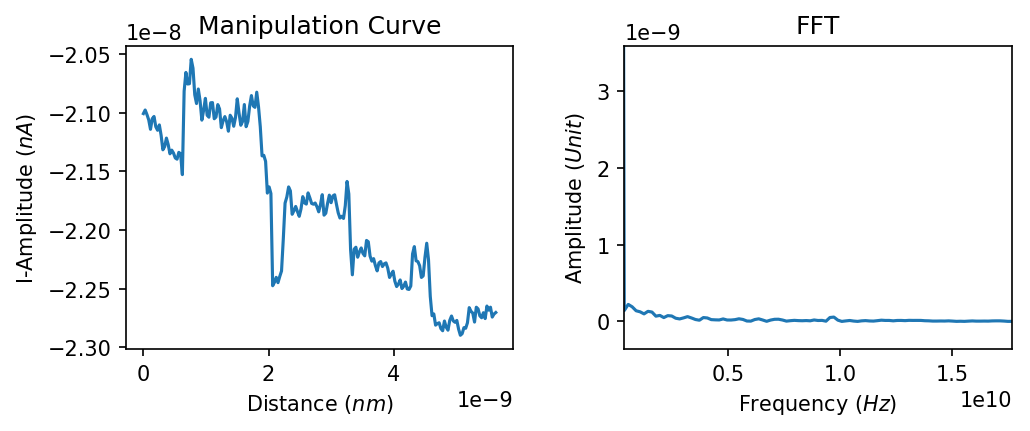 Manipulation Curve
1e−8
−2.05
−2.10
−2.15
−2.20
−2.25
−2.30
I-Amplitude (nA)
0 2 4
1e−9
Distance (nm)
FFT
1e−9
3
2
1
0
Amplitude (Unit)
0.5 1.0 1.5
1e10
Frequency (Hz)